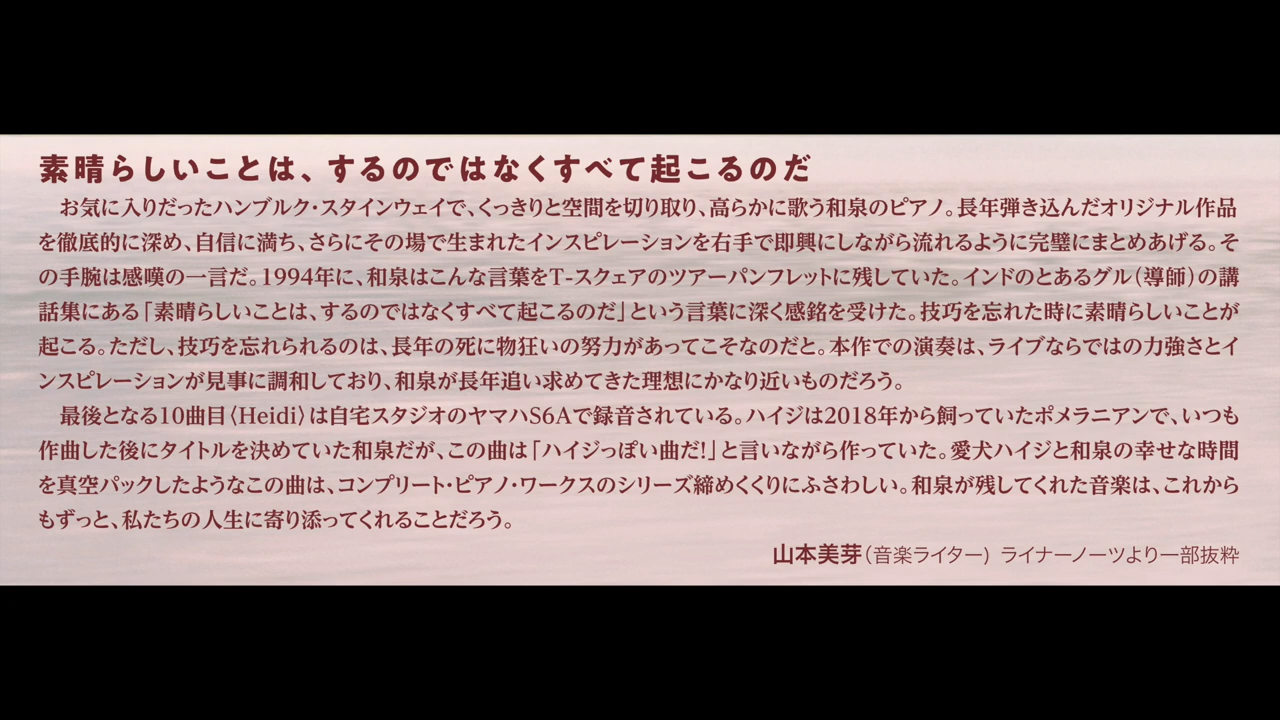 素晴らしいことは、するのではなくすべて起こるのだ
お気に入りだったハンブルク・スタインウェイで、くっきりと空間を切り取り、高らかに歌う和泉のピアノ。長年弾き込んだオリジナル作品
を徹底的に深め、自信に満ち、さらにその場で生まれたインスピレーションを右手で即興にしながら流れるように完璧にまとめあげる。そ
の手腕は感嘆の一言だ。1994年に、和泉はこんな言葉をT-スクェアのツアーパンフレットに残していた。インドのとあるグル(導師)の講
話集にある「素晴らしいことは、するのではなくすべて起こるのだ」という言葉に深く感銘を受けた。技巧を忘れた時に素晴らしいことが
起こる。ただし、技巧を忘れられるのは、長年の死に物狂いの努力があってこそなのだと。本作での演奏は、ライブならではの力強さとイ
ンスピレーションが見事に調和しており、和泉が長年追い求めてきた理想にかなり近いものだろう。
最後となる10曲目〈Heidi〉は自宅スタジオのヤマハS6Aで録音されている。ハイジは2018年から飼っていたポメラニアンで、いつも
作曲した後にタイトルを決めていた和泉だが、この曲は「ハイジっぽい曲だ!」と言いながら作っていた。愛犬ハイジと和泉の幸せな時間
を真空パックしたようなこの曲は、コンプリート・ピアノ・ワークスのシリーズ締めくくりにふさわしい。和泉が残してくれた音楽は、これから
もずっと、私たちの人生に寄り添ってくれることだろう。
山本美芽(音楽ライター) ライナーノーツより一部抜粋